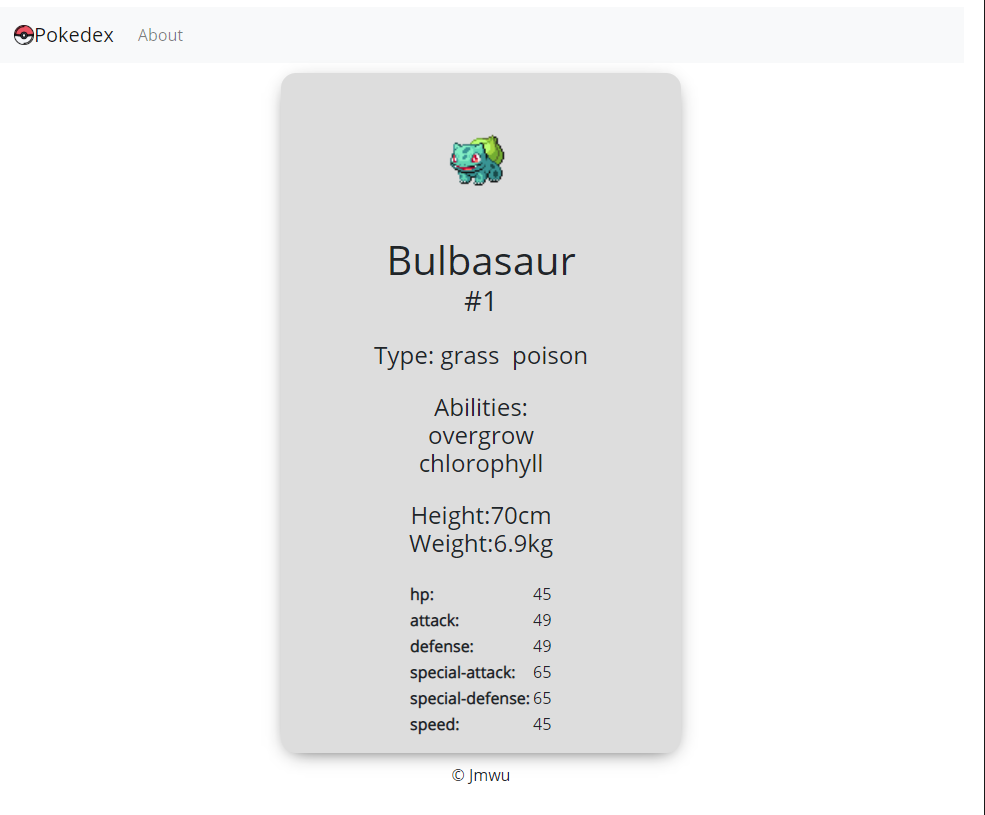 Pokedex About
Bulbasaur
#1
Type: grass poison
Abilities:
overgrow
chlorophyll
Height:70cm
Weight:6.9kg
hp: 45
attack: 49
defense: 49
special-attack: 65
special-defense: 65
speed: 45
© Jmwu